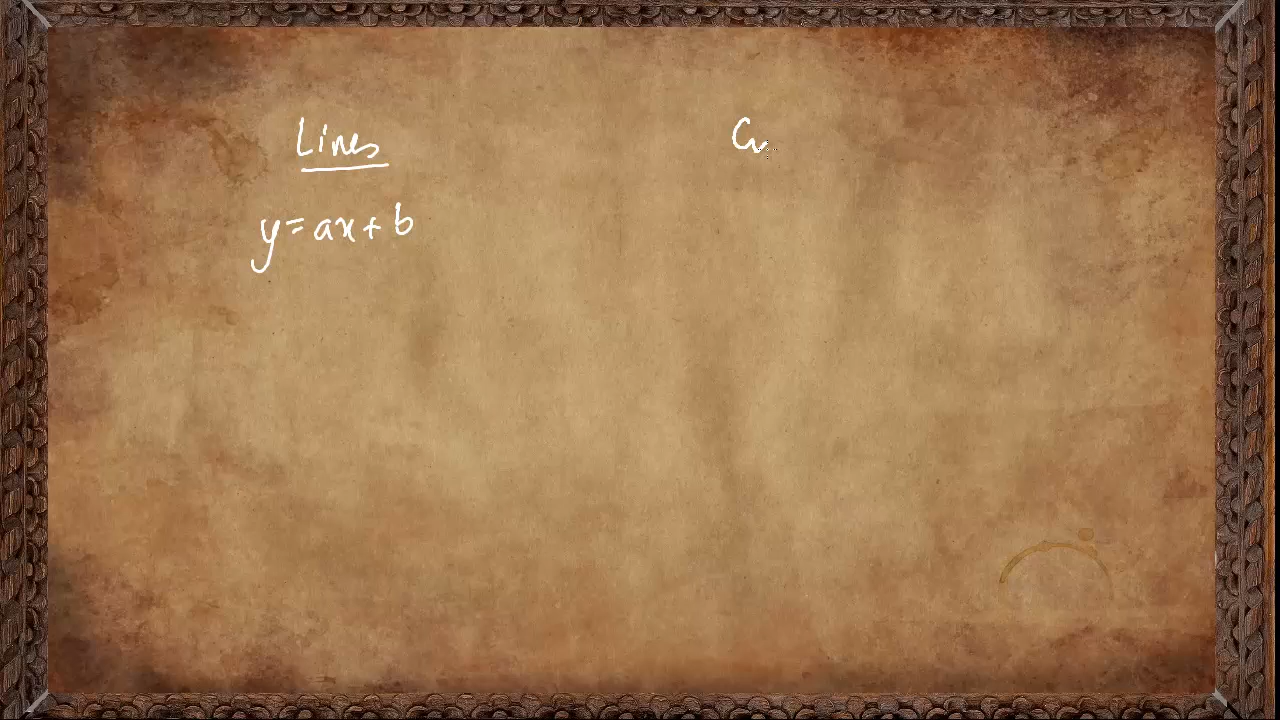 Lines
y = ax + b